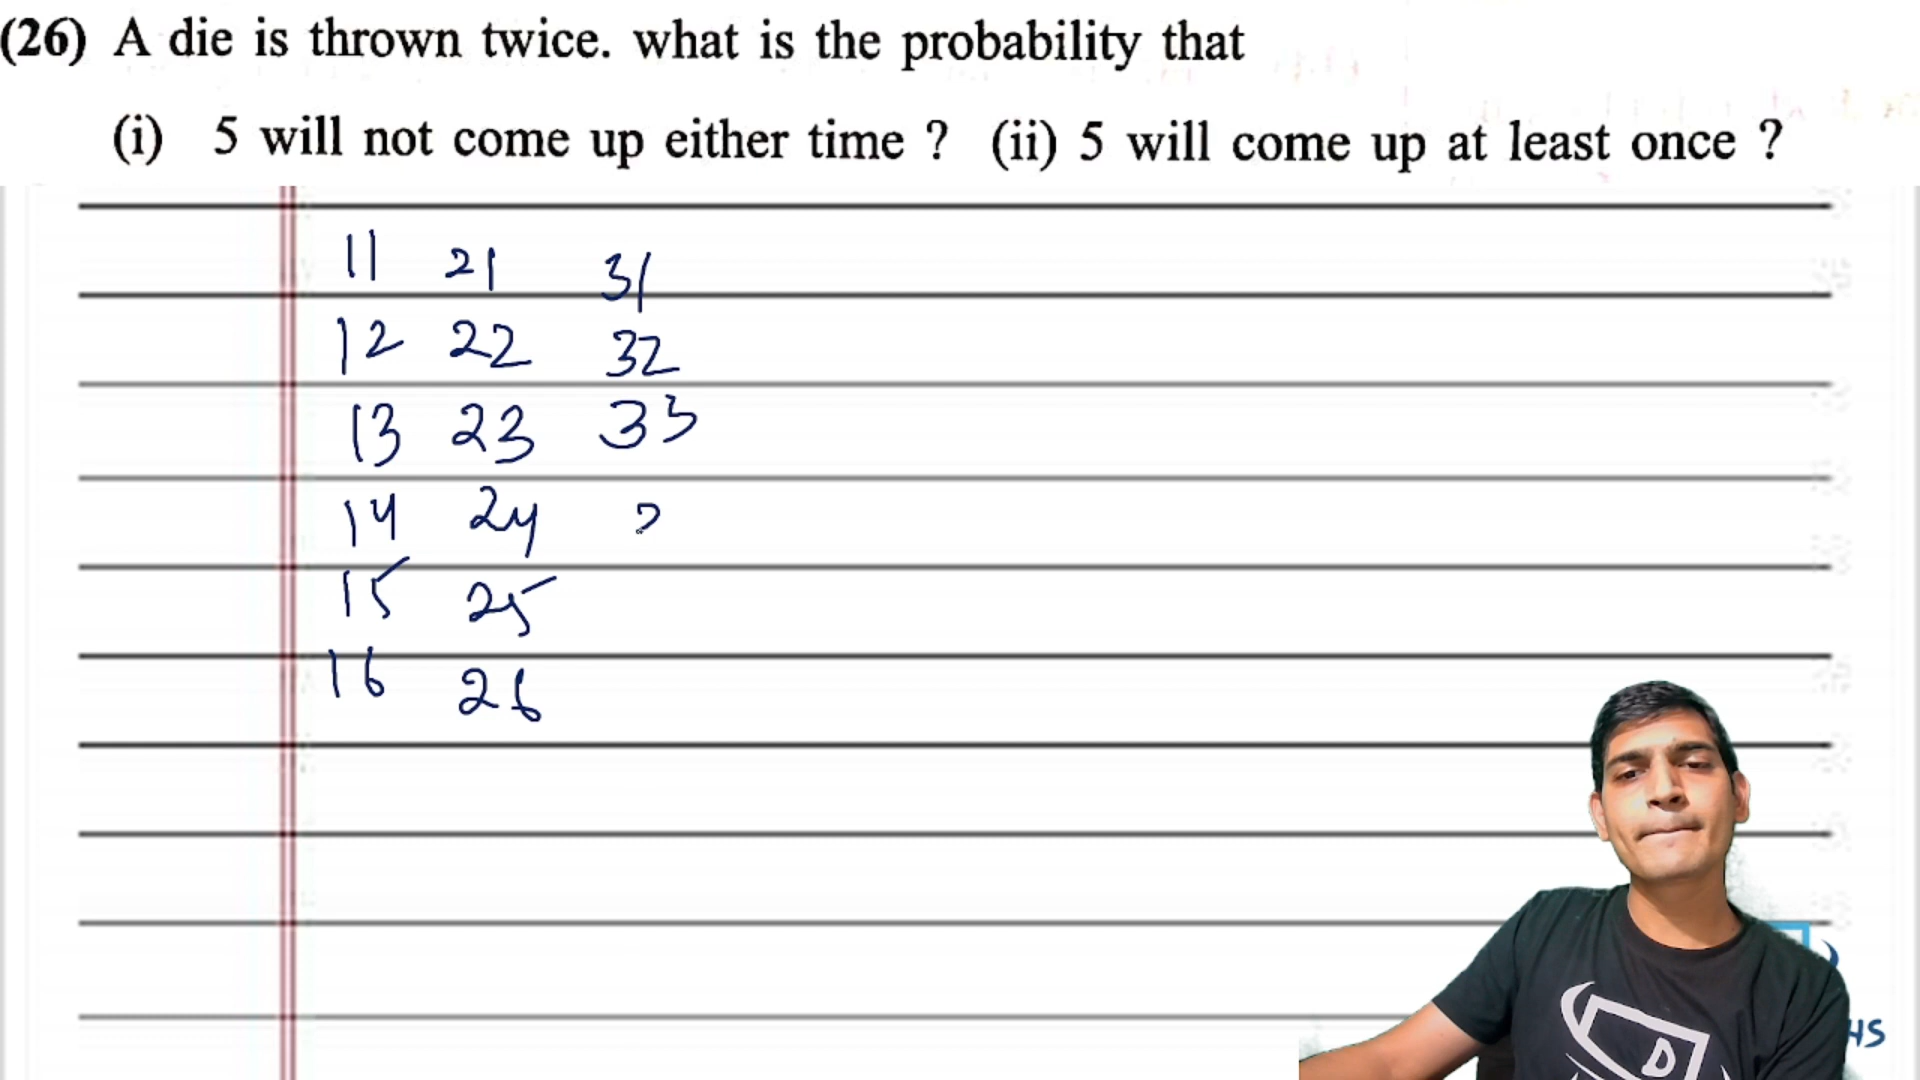 (26) A die is thrown twice. what is the probability that
(i) 5 will not come up either time ? (ii) 5 will come up at least once ?
11 21 31
12 22 32
13 23 33
14 24
15 25
16 26
D
HS